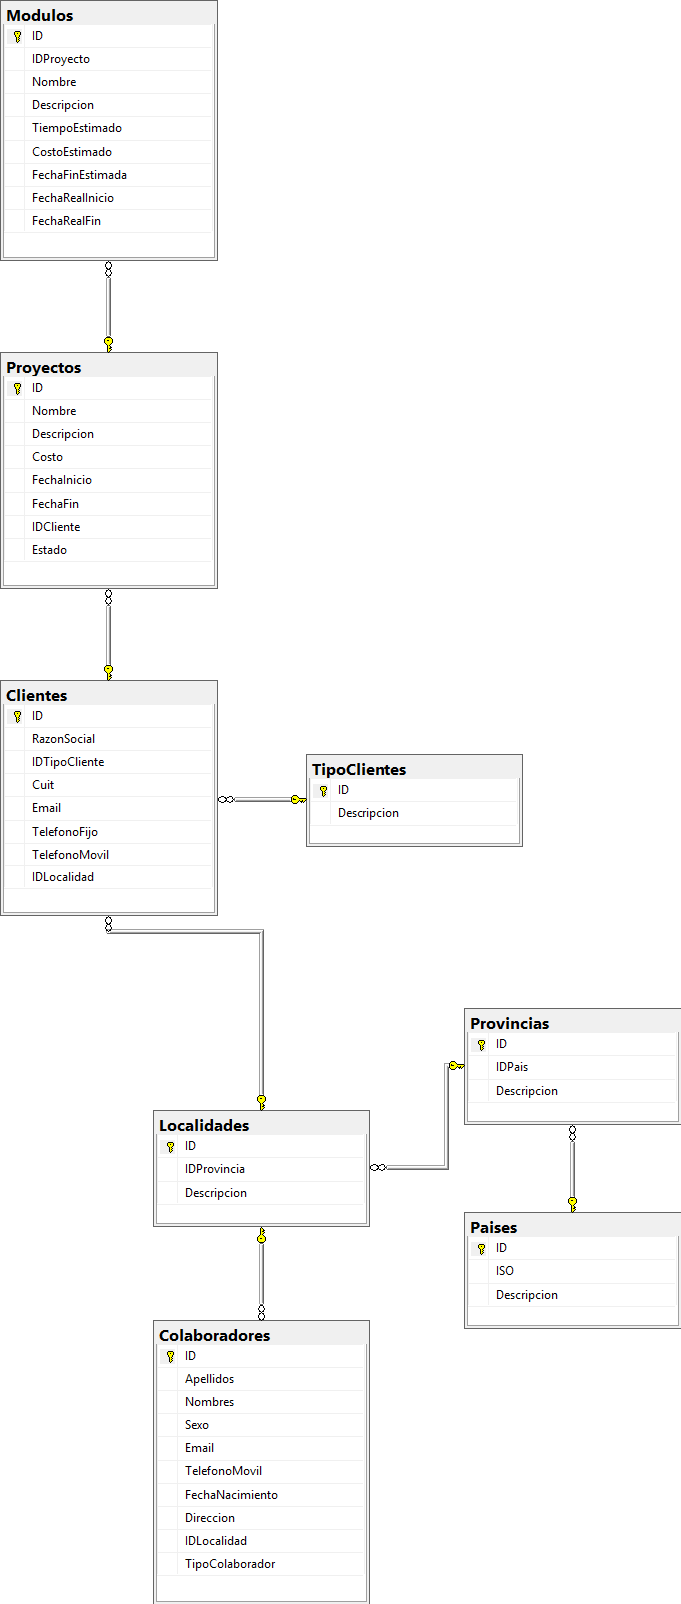 Modulos
ID
IDProyecto
Nombre
Descripcion
TiempoEstimado
CostoEstimado
FechaFinEstimada
FechaRealInicio
FechaRealFin
Proyectos
ID
Nombre
Descripcion
Costo
FechaInicio
FechaFin
IDCliente
Estado
Clientes
ID
RazonSocial
IDTipoCliente
Cuit
Email
TelefonoFijo
TelefonoMovil
IDLocalidad
TipoClientes
ID
Descripcion
Provincias
ID
IDPais
Descripcion
Localidades
ID
IDProvincia
Descripcion
Paises
ID
ISO
Descripcion
Colaboradores
ID
Apellidos
Nombres
Sexo
Email
TelefonoMovil
FechaNacimiento
Direccion
IDLocalidad
TipoColaborador